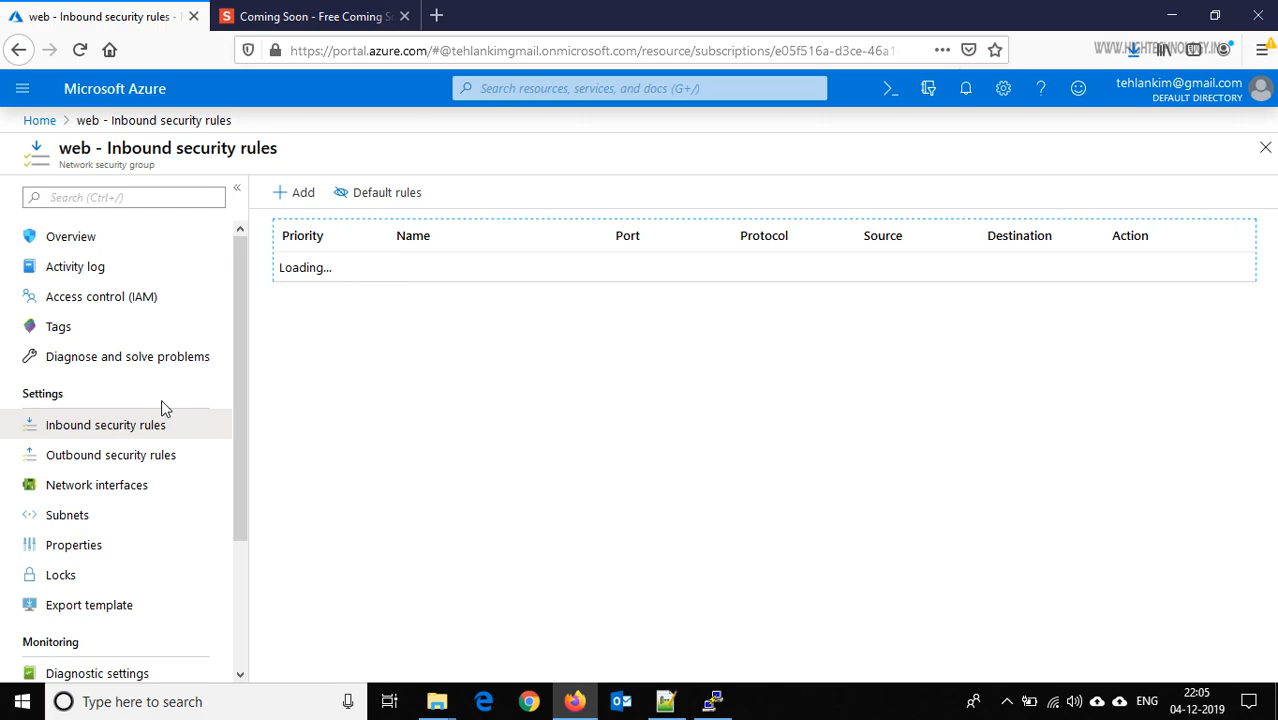 web - Inbound security rules -
Coming Soon - Free Coming S
https://portal.azure.com/#@tehlankimgmail.onmicrosoft.com/resource/subscriptions/e05f516a-d3ce-46a1-
WWW.HIGHTECHNOLOGY.IN
Microsoft Azure
Search resources, services, and docs (G+/)
tehlankim@gmail.com
DEFAULT DIRECTORY
Home > web - Inbound security rules
web - Inbound security rules
Network security group
Search (Ctrl+/)
Overview
Activity log
Access control (IAM)
Tags
Diagnose and solve problems
Settings
Inbound security rules
Outbound security rules
Network interfaces
Subnets
Properties
Locks
Export template
Monitoring
Diagnostic settings
Add Default rules
Priority Name Port Protocol Source Destination Action
Loading...
Type here to search
ENG
22:05
04-12-2019